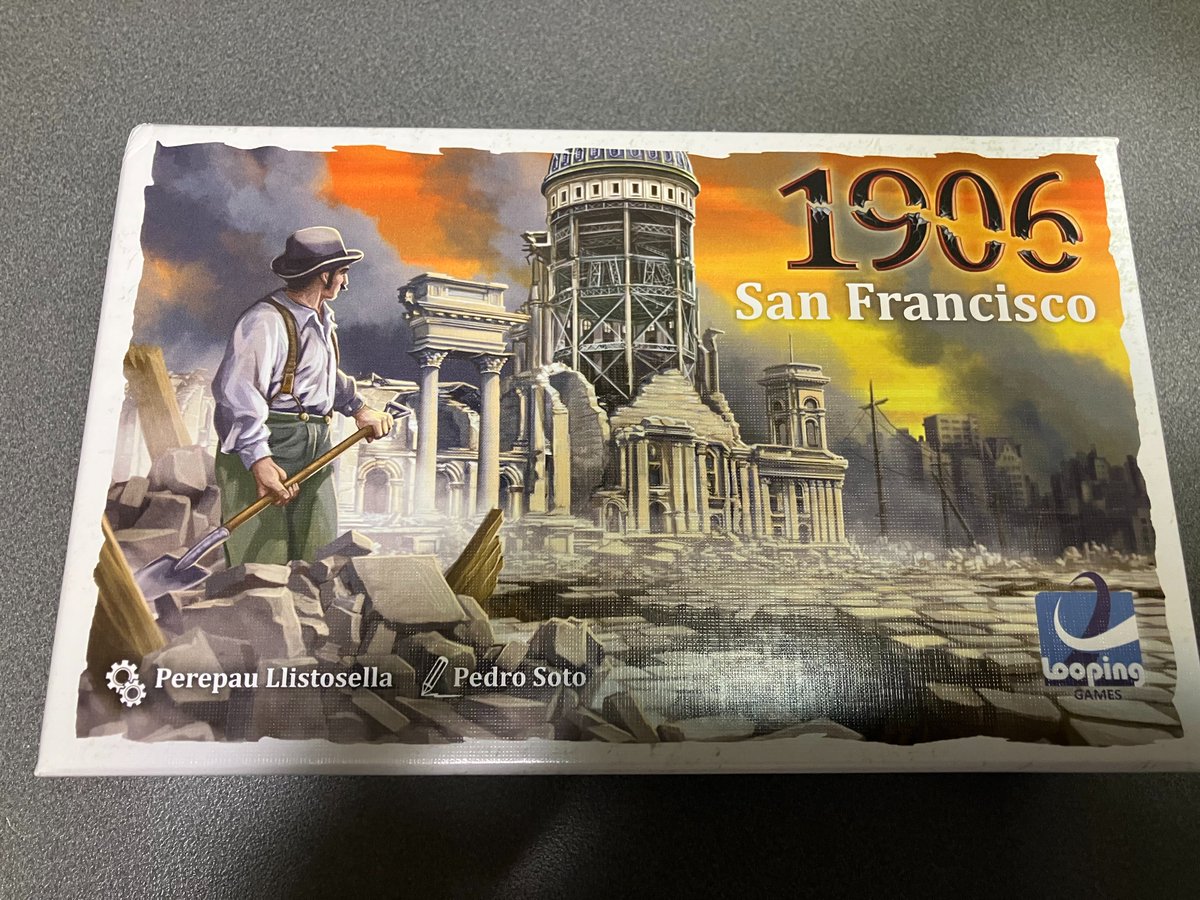 1906
San Francisco
Perepau Llistosella
Pedro Soto
Looping
GAMES